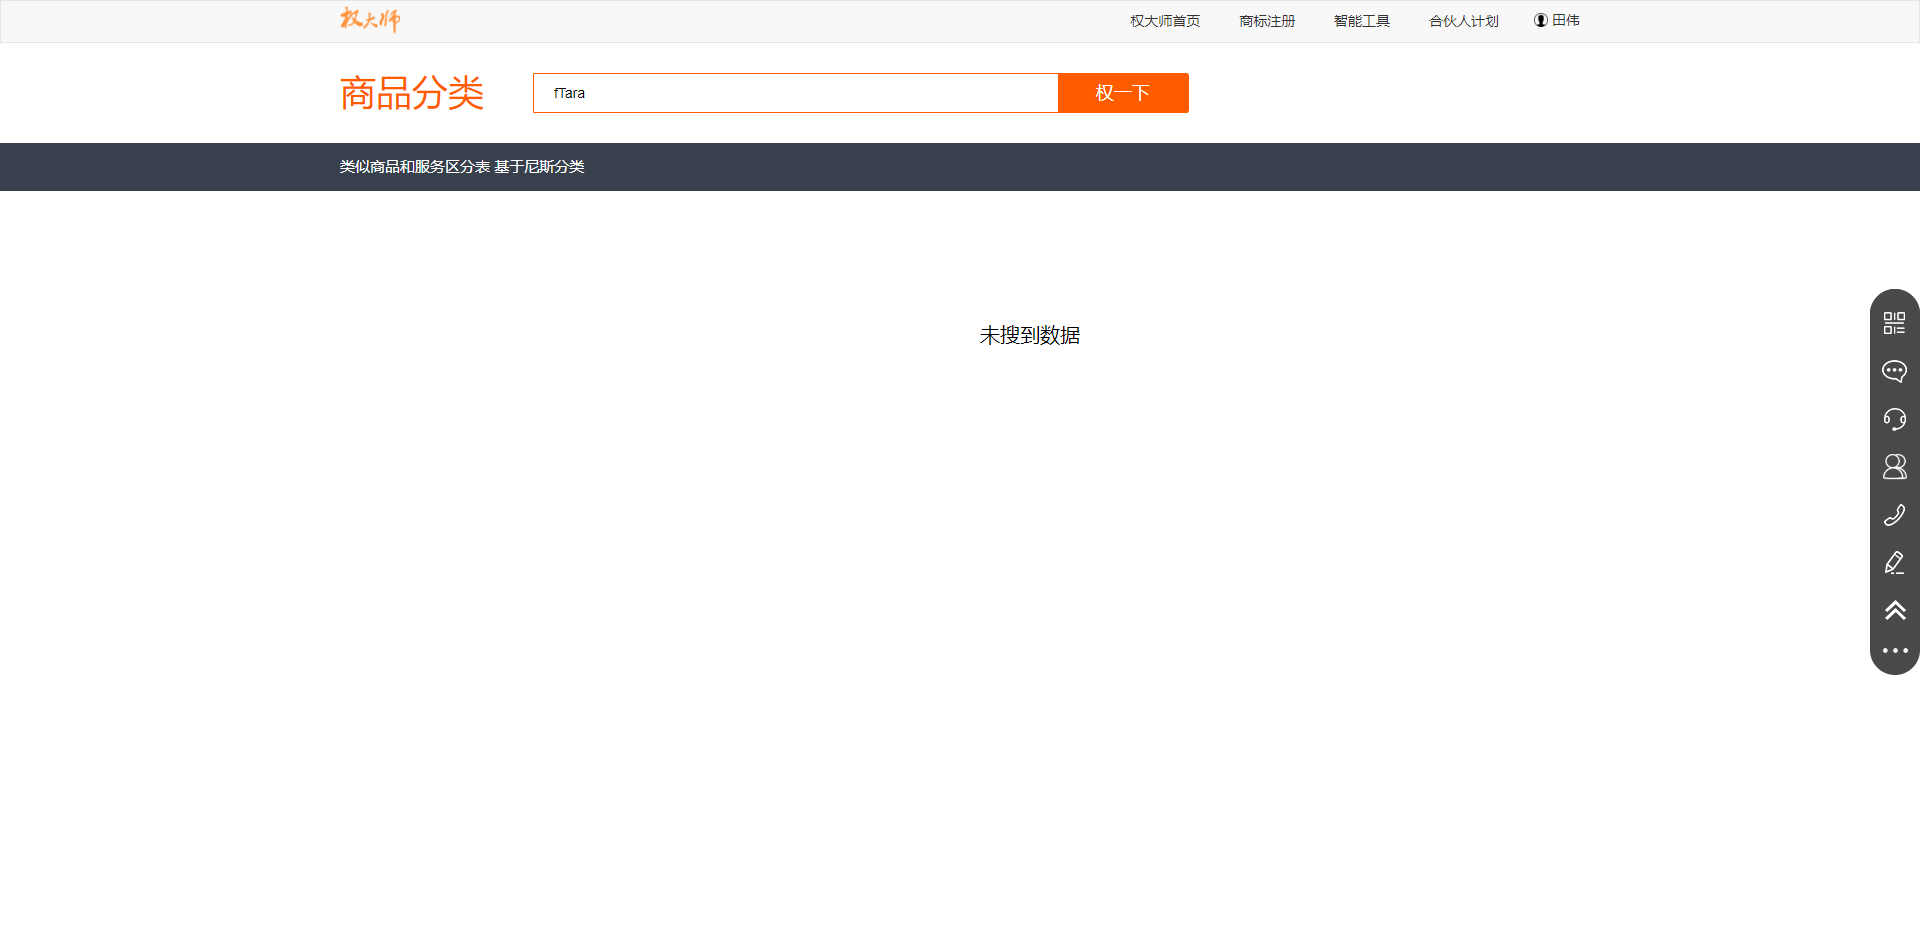 权大师
权大师首页 商标注册 智能工具 合伙人计划 田伟
商品分类
fTara
权一下
类似商品和服务区分表 基于尼斯分类
未搜到数据